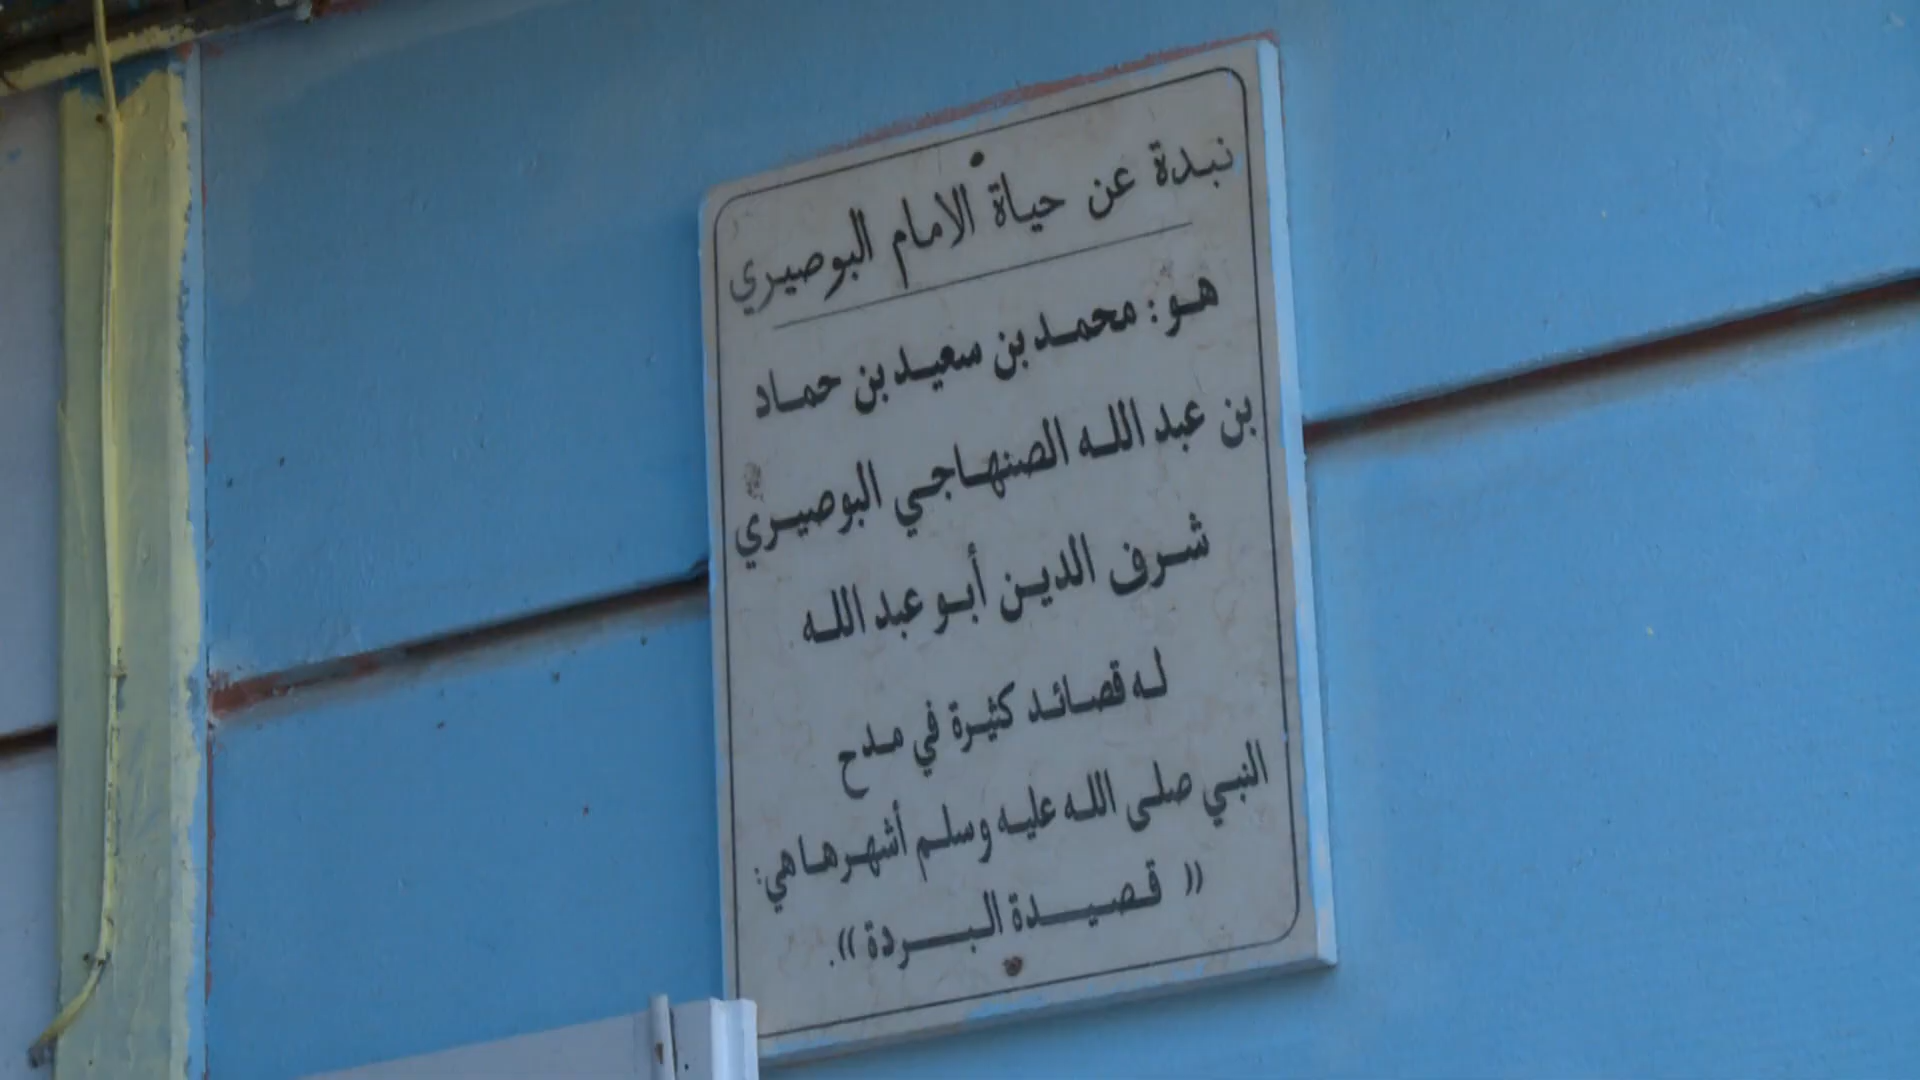 نبدة عن حياة الامام البوصيري
هو : محمد بن سعيد بن حماد
بن عبد الله الصنهاجي البوصيري
شرف الدين أبو عبد الله
له قصائد كثيرة في مدح
النبي صلى الله عليه وسلم أشهرها هي:
(( قصيدة البردة )).